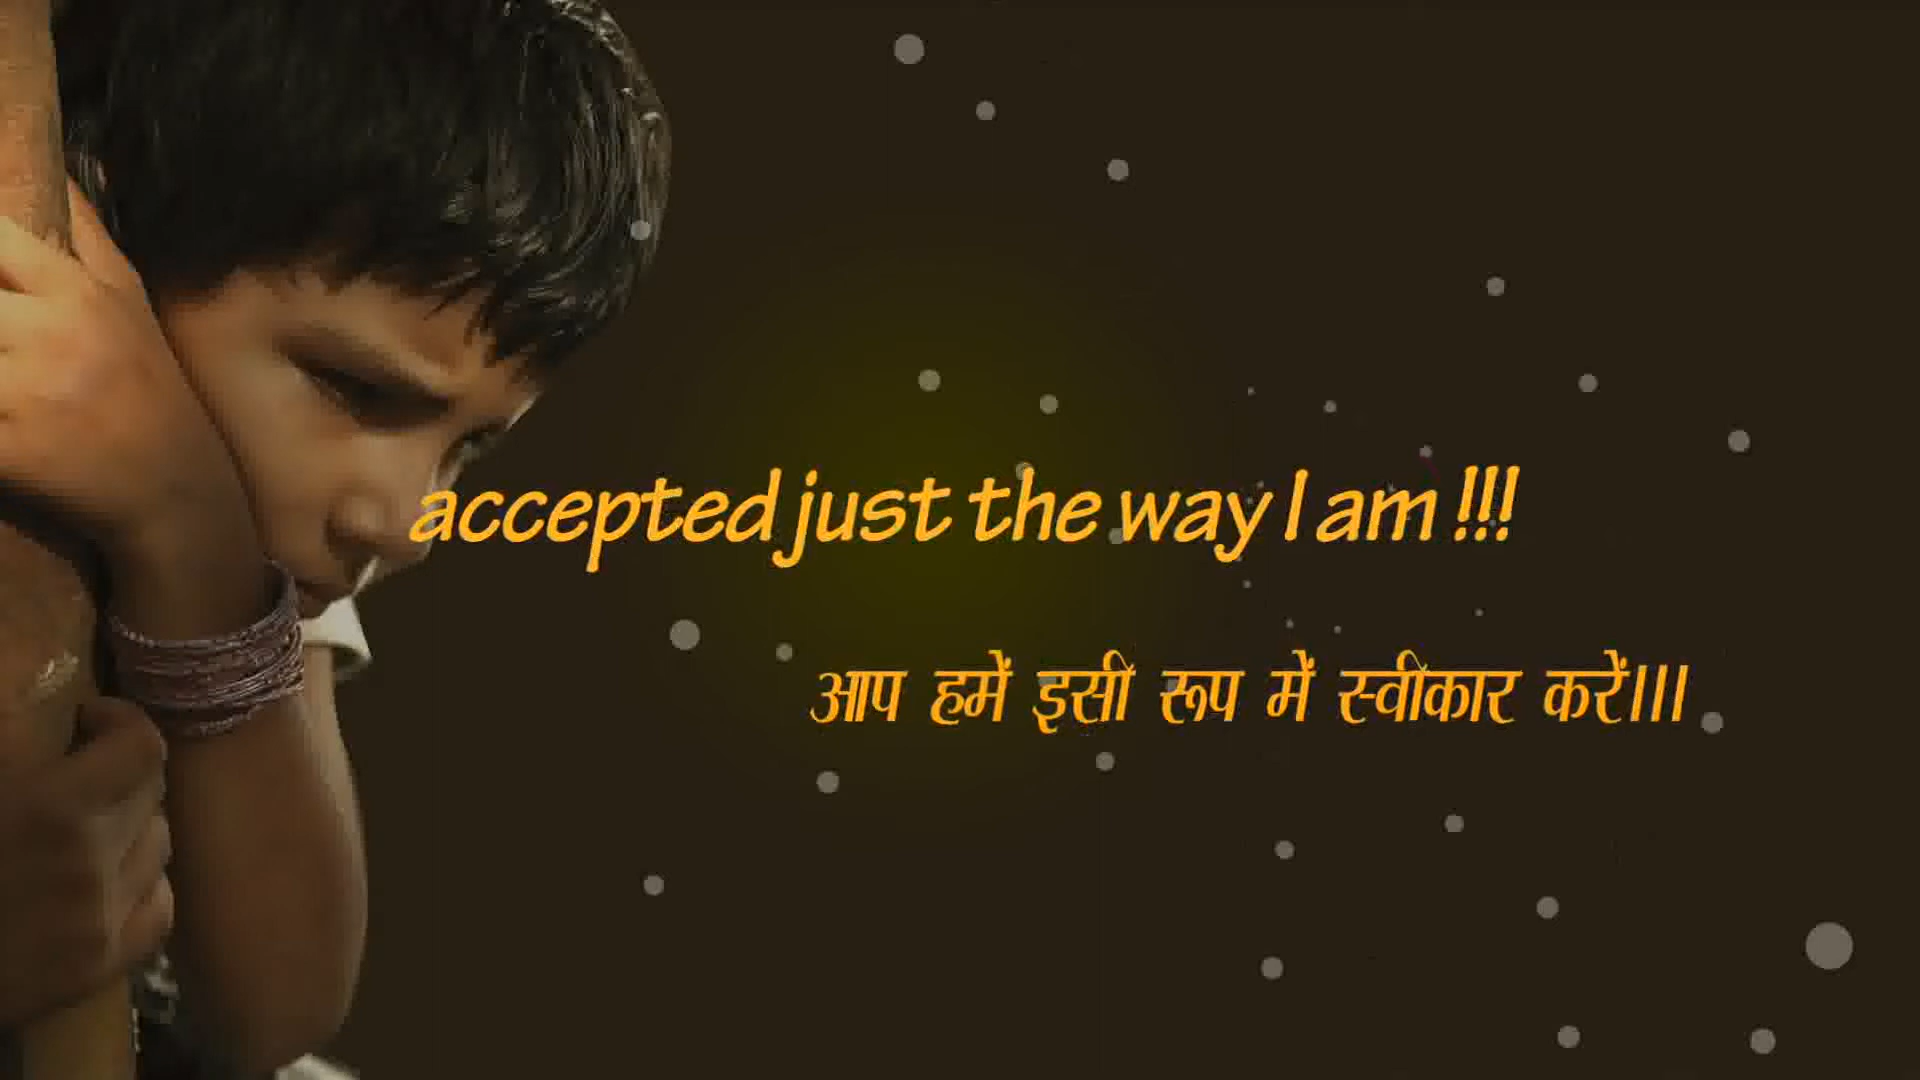 accepted just the way I am !!!
आप हमें इसी रूप में स्वीकार करें।।।